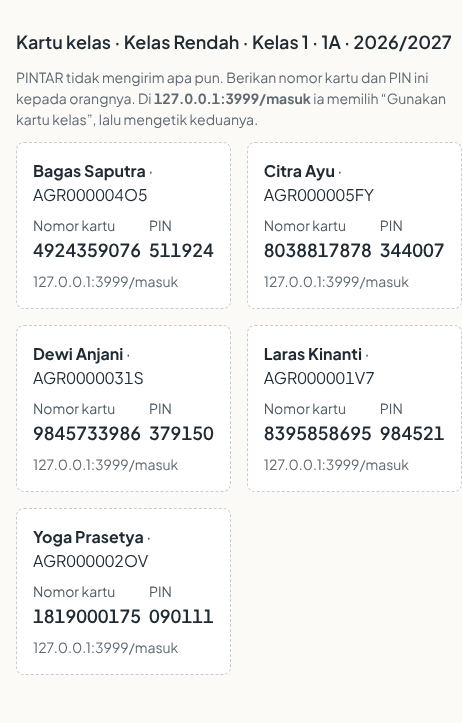 Kartu kelas · Kelas Rendah · Kelas 1 · 1A · 2026/2027
PINTAR tidak mengirim apa pun. Berikan nomor kartu dan PIN ini
kepada orangnya. Di 127.0.0.1:3999/masuk ia memilih “Gunakan
kartu kelas”, lalu mengetik keduanya.
Bagas Saputra ·
AGR000004O5
Nomor kartu PIN
4924359076 511924
127.0.0.1:3999/masuk
Citra Ayu ·
AGR000005FY
Nomor kartu PIN
8038817878 344007
127.0.0.1:3999/masuk
Dewi Anjani ·
AGR0000031S
Nomor kartu PIN
9845733986 379150
127.0.0.1:3999/masuk
Laras Kinanti ·
AGR000001V7
Nomor kartu PIN
8395858695 984521
127.0.0.1:3999/masuk
Yoga Prasetya ·
AGR000002OV
Nomor kartu PIN
1819000175 090111
127.0.0.1:3999/masuk